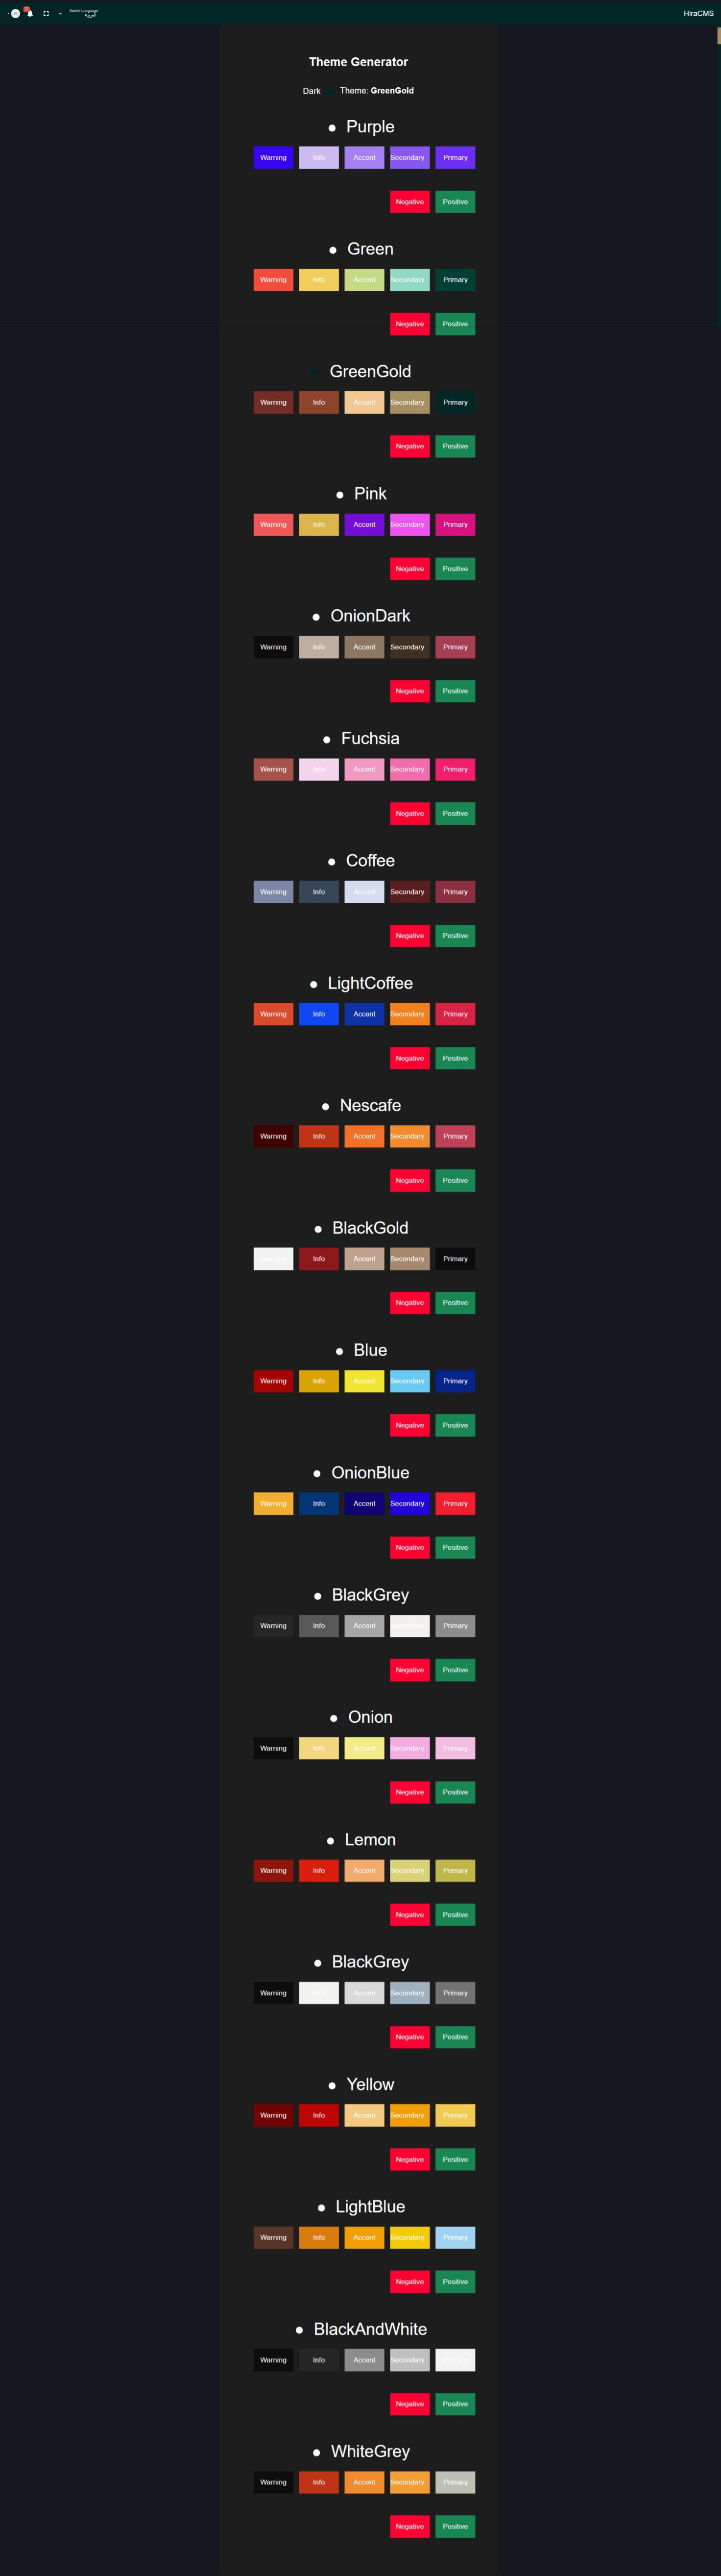 Switch Language
العربية
HiraCMS
Theme Generator
Dark Theme: GreenGold
Purple
Warning Info Accent Secondary Primary
Negative Positive
Green
Warning Info Accent Secondary Primary
Negative Positive
GreenGold
Warning Info Accent Secondary Primary
Negative Positive
Pink
Warning Info Accent Secondary Primary
Negative Positive
OnionDark
Warning Info Accent Secondary Primary
Negative Positive
Fuchsia
Warning Info Accent Secondary Primary
Negative Positive
Coffee
Warning Info Accent Secondary Primary
Negative Positive
LightCoffee
Warning Info Accent Secondary Primary
Negative Positive
Nescafe
Warning Info Accent Secondary Primary
Negative Positive
BlackGold
Info Accent Secondary Primary
Negative Positive
Blue
Warning Info Accent Secondary Primary
Negative Positive
OnionBlue
Warning Info Accent Secondary Primary
Negative Positive
BlackGrey
Warning Info Accent Primary
Negative Positive
Onion
Warning Info Accent Secondary Primary
Negative Positive
Lemon
Warning Info Accent Secondary Primary
Negative Positive
BlackGrey
Warning Accent Secondary Primary
Negative Positive
Yellow
Warning Info Accent Secondary Primary
Negative Positive
LightBlue
Warning Info Accent Secondary Primary
Negative Positive
BlackAndWhite
Warning Info Accent Secondary
Negative Positive
WhiteGrey
Warning Info Accent Secondary Primary
Negative Positive